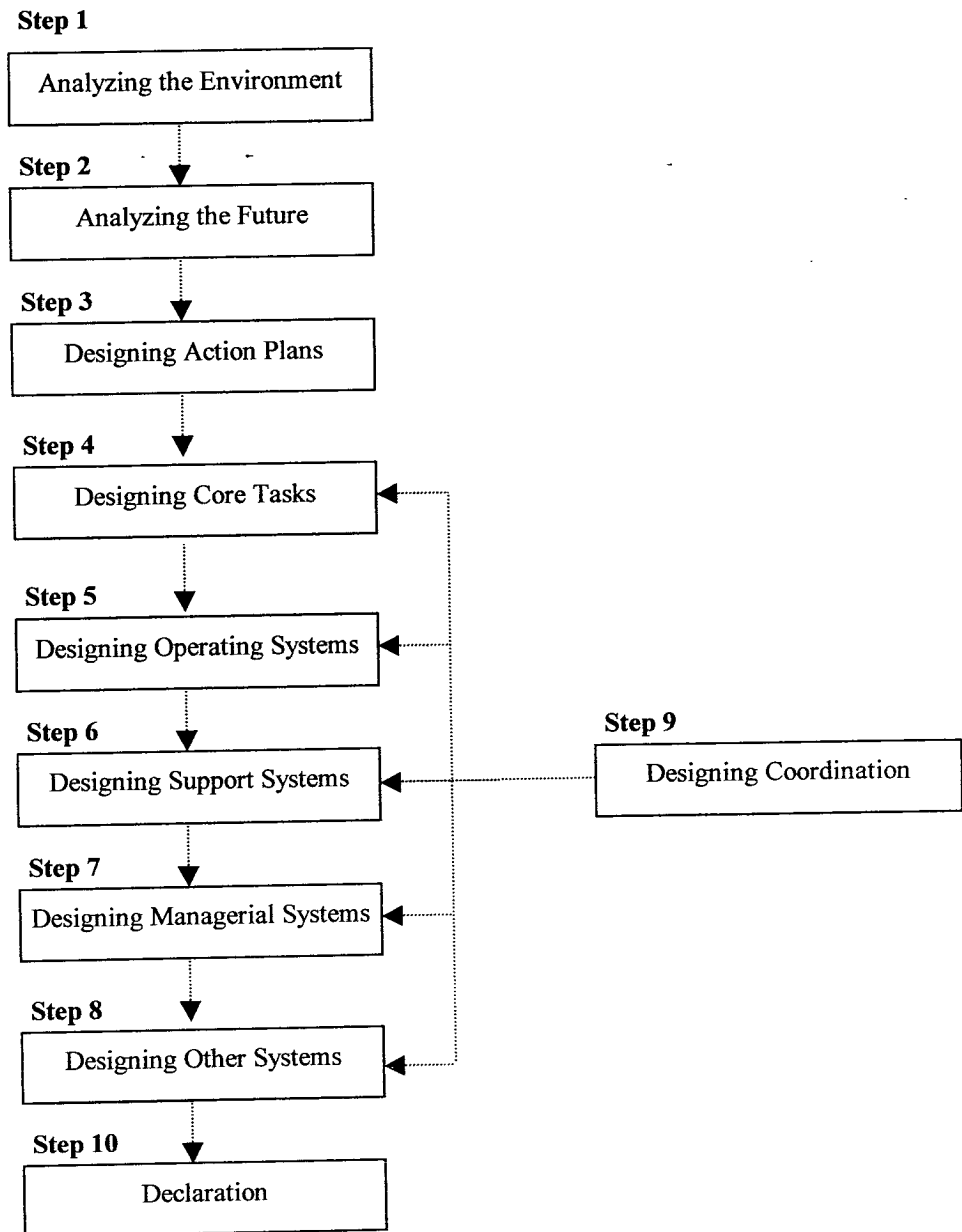 Step 1
Analyzing the Environment
Step 2
Analyzing the Future
Step 3
Designing Action Plans
Step 4
Designing Core Tasks
Step 5
Designing Operating Systems
Step 6
Designing Support Systems
Step 7
Designing Managerial Systems
Step 8
Designing Other Systems
Step 9
Designing Coordination
Step 10
Declaration